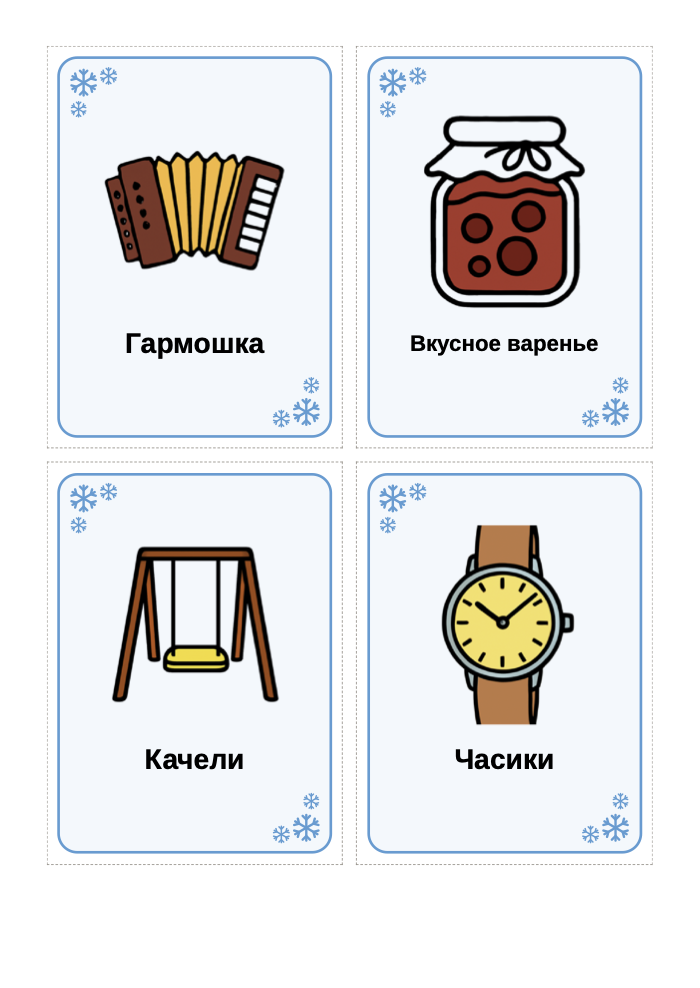 Гармошка
Вкусное варенье
Качели
Часики